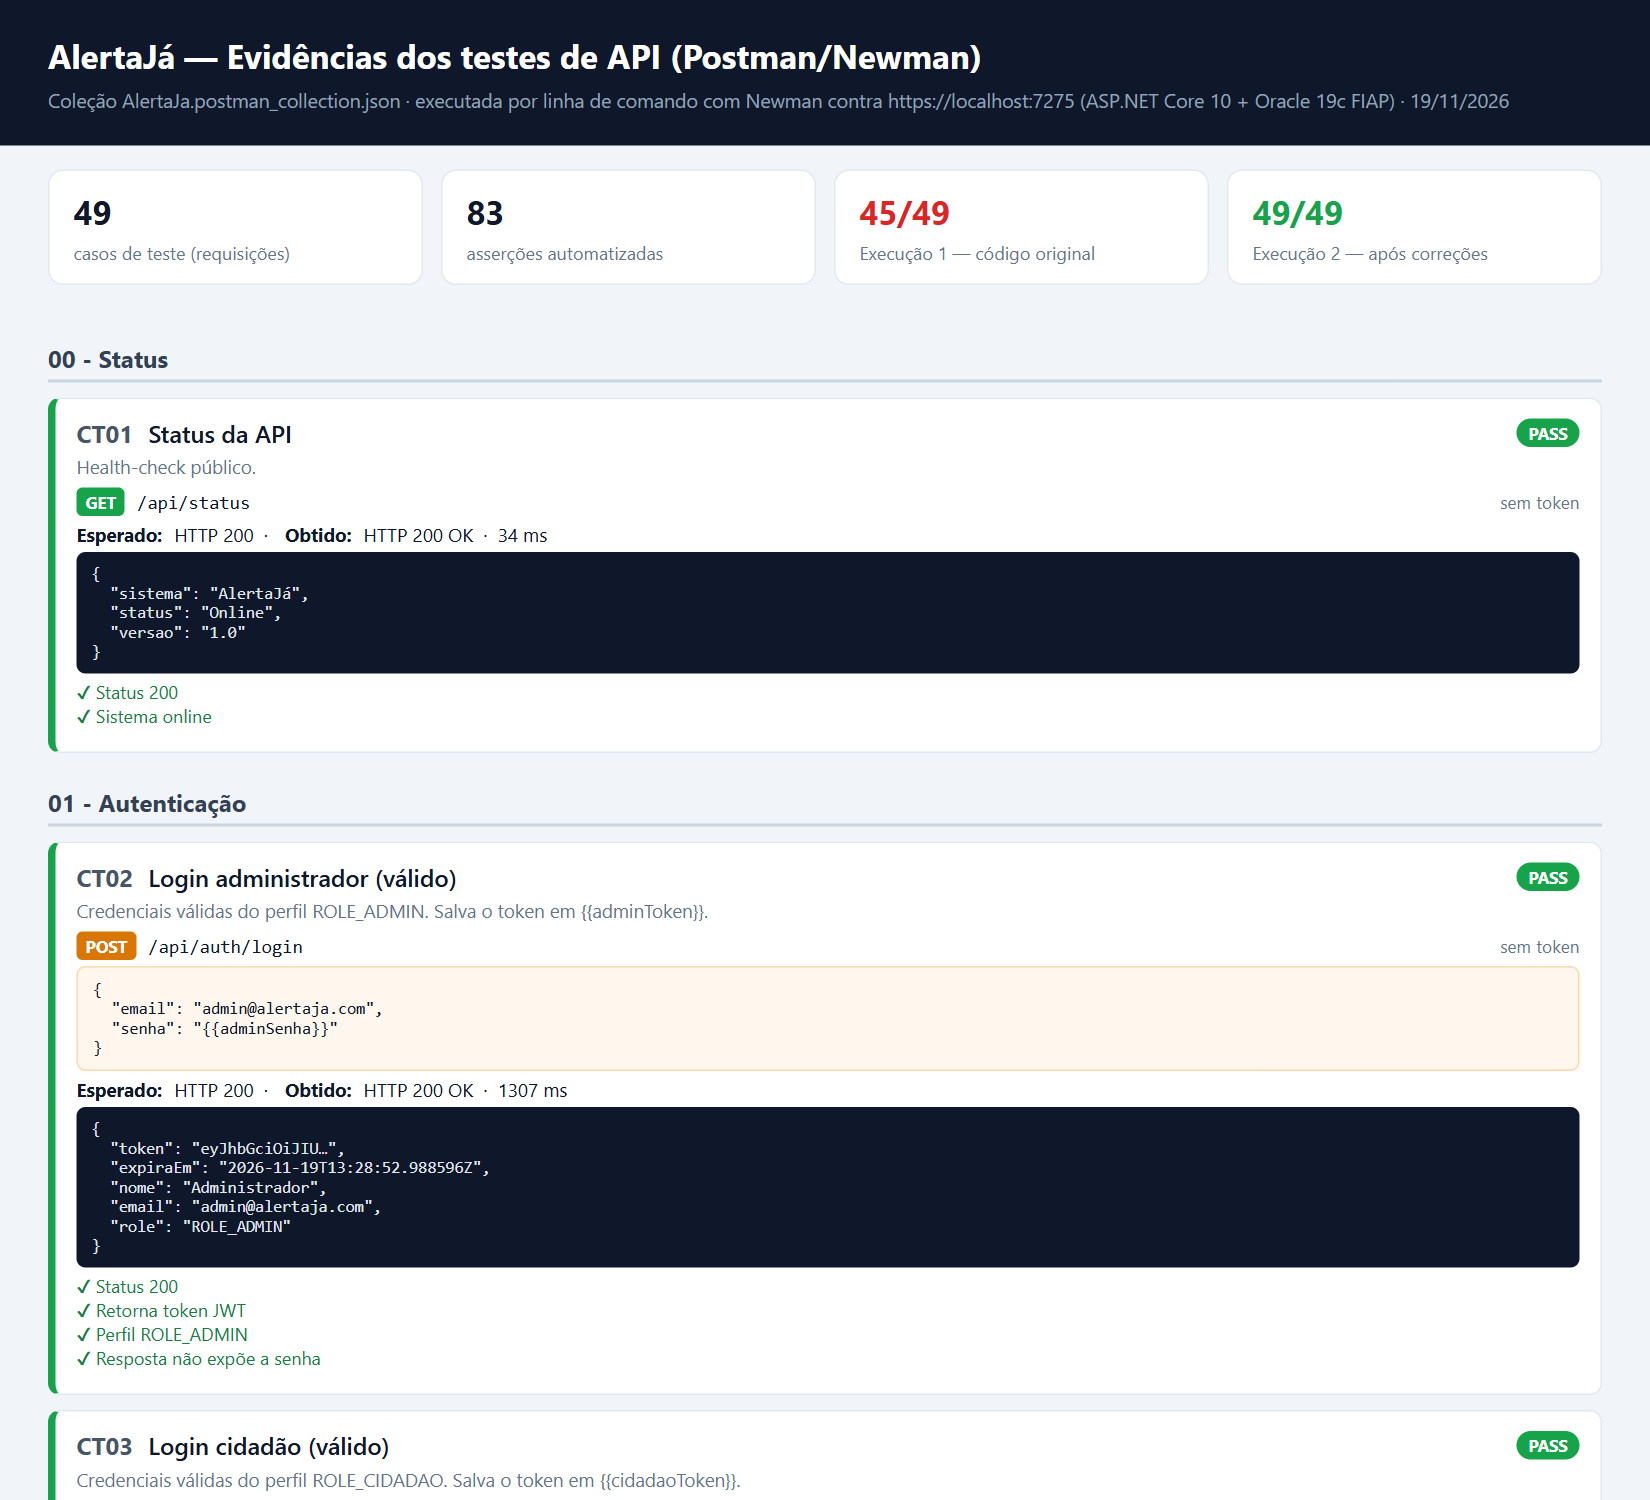 AlertaJá — Evidências dos testes de API (Postman/Newman)
Coleção AlertaJa.postman_collection.json · executada por linha de comando com Newman contra https://localhost:7275 (ASP.NET Core 10 + Oracle 19c FIAP) · 19/11/2026
49
casos de teste (requisições)
83
asserções automatizadas
45/49
Execução 1 — código original
49/49
Execução 2 — após correções
00 - Status
CT01 Status da API PASS
Health-check público.
GET /api/status sem token
Esperado: HTTP 200 · Obtido: HTTP 200 OK · 34 ms
{
"sistema": "AlertaJá",
"status": "Online",
"versao": "1.0"
}
✓ Status 200
✓ Sistema online
01 - Autenticação
CT02 Login administrador (válido) PASS
Credenciais válidas do perfil ROLE_ADMIN. Salva o token em {{adminToken}}.
POST /api/auth/login sem token
{
"email": "admin@alertaja.com",
"senha": "{{adminSenha}}"
}
Esperado: HTTP 200 · Obtido: HTTP 200 OK · 1307 ms
{
"token": "eyJhbGciOiJIU…",
"expiraEm": "2026-11-19T13:28:52.988596Z",
"nome": "Administrador",
"email": "admin@alertaja.com",
"role": "ROLE_ADMIN"
}
✓ Status 200
✓ Retorna token JWT
✓ Perfil ROLE_ADMIN
✓ Resposta não expõe a senha
CT03 Login cidadão (válido) PASS
Credenciais válidas do perfil ROLE_CIDADAO. Salva o token em {{cidadaoToken}}.